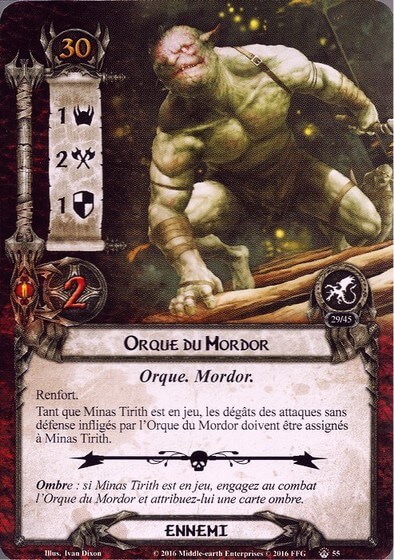 30
1
2
1
2
29/45
ORQUE DU MORDOR
Orque. Mordor.
Renfort.
Tant que Minas Tirith est en jeu, les dégâts des attaques sans
défense infligés par l'Orque du Mordor doivent être assignés
à Minas Tirith.
Ombre : si Minas Tirith est en jeu, engagez au combat
l'Orque du Mordor et attribuez-lui une carte ombre.
ENNEMI
Illus. Ivan Dixon © 2016 Middle-earth Enterprises © 2016 FFG 55